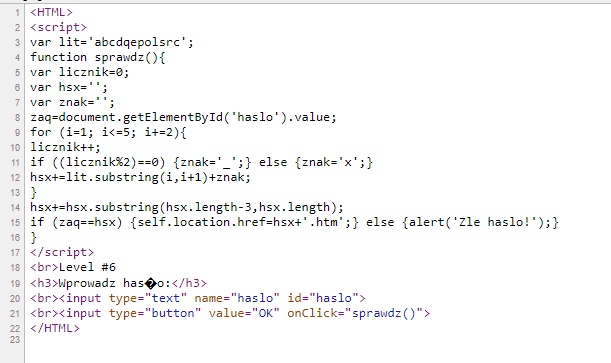 1 <HTML>
2 <script>
3 var lit='abcdqepolsrc';
4 function sprawdz(){
5 var licznik=0;
6 var hsx='';
7 var znak='';
8 zaq=document.getElementById('haslo').value;
9 for (i=1; i<=5; i+=2){
10 licznik++;
11 if ((licznik%2)==0) {znak='_';} else {znak='x';}
12 hsx+=lit.substring(i,i+1)+znak;
13 }
14 hsx+=hsx.substring(hsx.length-3,hsx.length);
15 if (zaq==hsx) {self.location.href=hsx+'.htm';} else {alert('Zle haslo!');}
16 }
17 </script>
18 <br>Level #6
19 <h3>Wprowadz has�o:</h3>
20 <br><input type="text" name="haslo" id="haslo">
21 <br><input type="button" value="OK" onClick="sprawdz()">
22 </HTML>
23